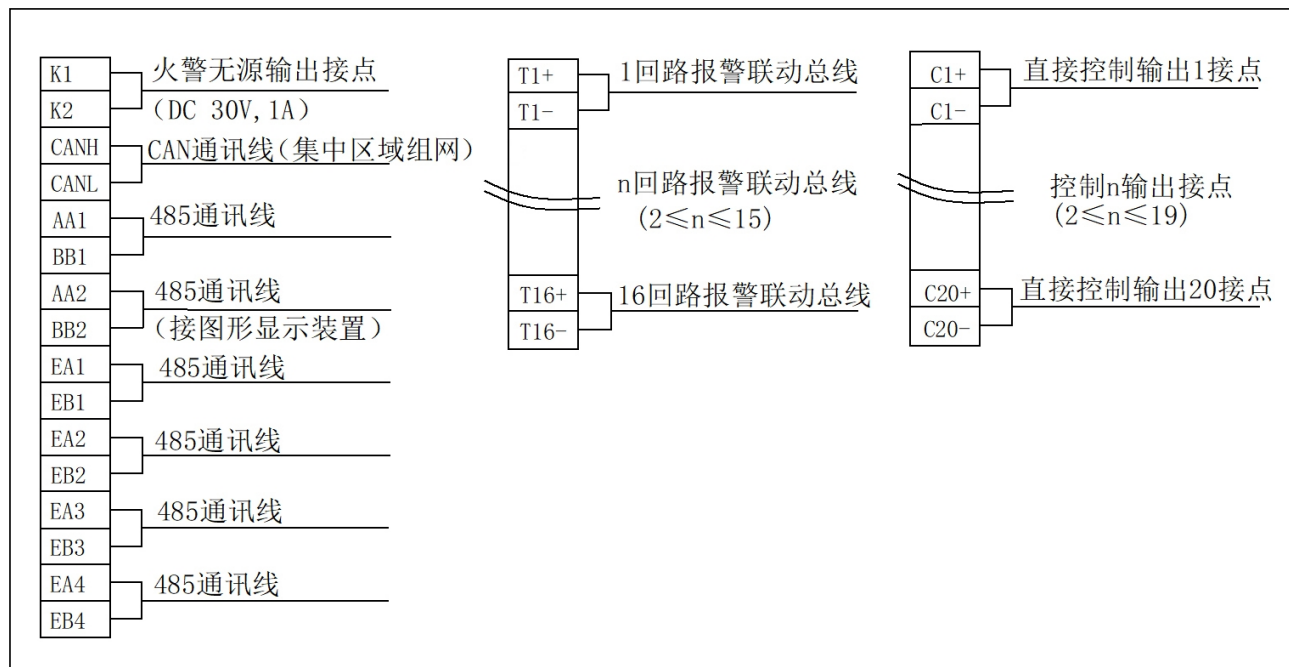 K1
火警无源输出接点
K2
(DC 30V,1A)
CANH
CAN通讯线(集中区域组网)
CANL
AA1
485通讯线
BB1
AA2
485通讯线
BB2
(接图形显示装置)
EA1
485通讯线
EB1
EA2
485通讯线
EB2
EA3
485通讯线
EB3
EA4
485通讯线
EB4
T1+
1回路报警联动总线
T1-
n回路报警联动总线
(2≤n≤15)
T16+
16回路报警联动总线
T16-
C1+
直接控制输出1接点
C1-
控制n输出接点
(2≤n≤19)
C20+
直接控制输出20接点
C20-